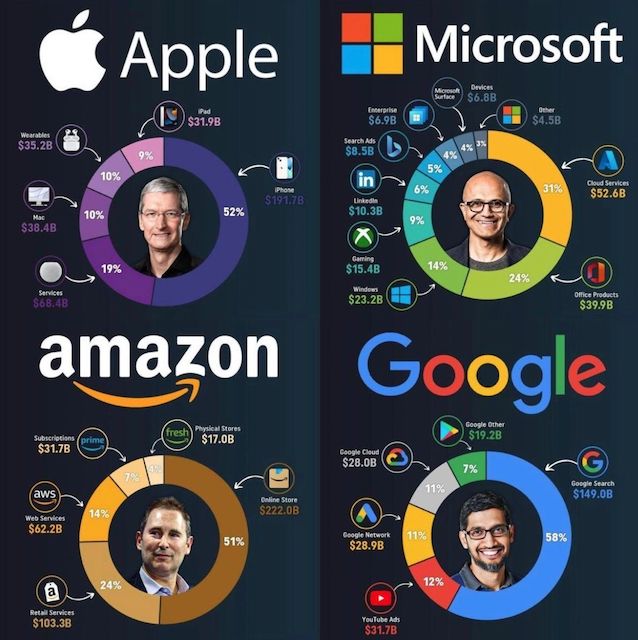 Apple
iPad
$31.9B
Wearables
$35.2B
9%
10%
iPhone
$191.7B
Mac
$38.4B
10%
52%
Services
$68.4B
19%
Microsoft
Microsoft
Surface
Devices
$6.8B
Enterprise
$6.9B
Other
$4.5B
Search Ads
$8.5B
4%
4%
3%
5%
Cloud Services
$52.6B
in
LinkedIn
$10.3B
6%
31%
9%
Gaming
$15.4B
14%
24%
Windows
$23.2B
Office Products
$39.9B
amazon
fresh
Physical Stores
$17.0B
Subscriptions
$31.7B
prime
7%
4%
Online Store
$222.0B
aws
Web Services
$62.2B
14%
51%
24%
a
Retail Services
$103.3B
Google
Google Other
$19.2B
Google Cloud
$28.0B
7%
11%
G
Google Search
$149.0B
Google Network
$28.9B
11%
58%
12%
YouTube Ads
$31.7B